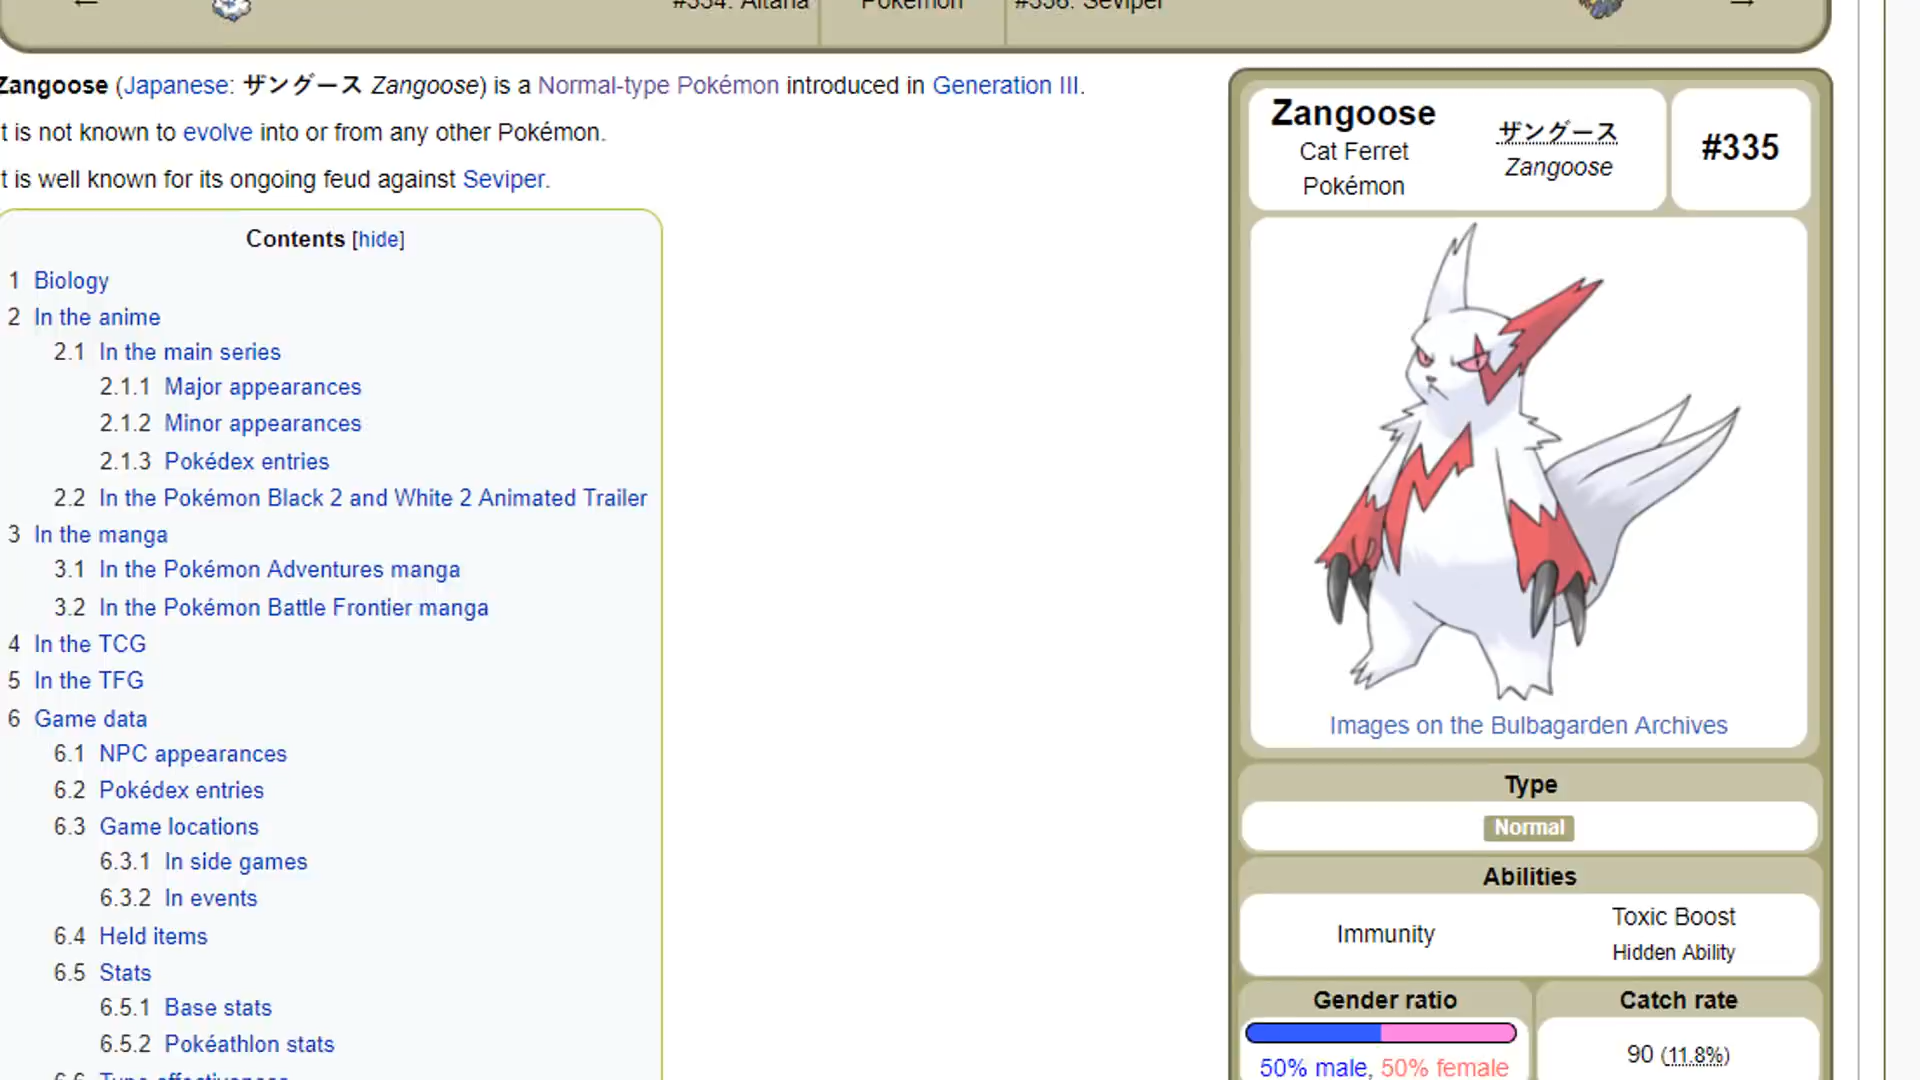 #334: Altaria
Pokémon
#336: Seviper
Zangoose (Japanese: ザングース Zangoose) is a Normal-type Pokémon introduced in Generation III.
t is not known to evolve into or from any other Pokémon.
t is well known for its ongoing feud against Seviper.
Contents [hide]
1 Biology
2 In the anime
2.1 In the main series
2.1.1 Major appearances
2.1.2 Minor appearances
2.1.3 Pokédex entries
2.2 In the Pokémon Black 2 and White 2 Animated Trailer
3 In the manga
3.1 In the Pokémon Adventures manga
3.2 In the Pokémon Battle Frontier manga
4 In the TCG
5 In the TFG
6 Game data
6.1 NPC appearances
6.2 Pokédex entries
6.3 Game locations
6.3.1 In side games
6.3.2 In events
6.4 Held items
6.5 Stats
6.5.1 Base stats
6.5.2 Pokéathlon stats
6.6 Type effectiveness
Zangoose
Cat Ferret
Pokémon
ザングース
Zangoose
#335
Images on the Bulbagarden Archives
Type
Normal
Abilities
Immunity
Toxic Boost
Hidden Ability
Gender ratio
50% male, 50% female
Catch rate
90 (11.8%)